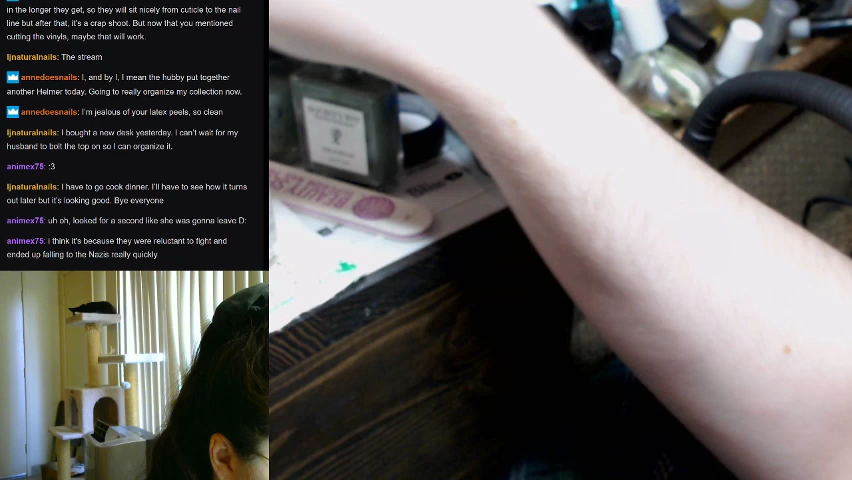 in the longer they get, so they will sit nicely from cuticle to the nail
line but after that, it's a crap shoot. But now that you mentioned
cutting the vinyls, maybe that will work.
ljnaturalnails: The stream
annedoesnails: I, and by I, I mean the hubby put together
another Helmer today. Going to really organize my collection now.
annedoesnails: I'm jealous of your latex peels, so clean
ljnaturalnails: I bought a new desk yesterday. I can't wait for my
husband to bolt the top on so I can organize it.
animex75: :3
ljnaturalnails: I have to go cook dinner. I'll have to see how it turns
out later but it's looking good. Bye everyone
animex75: uh oh, looked for a second like she was gonna leave D:
animex75: i think it's because they were reluctant to fight and
ended up falling to the Nazis really quickly